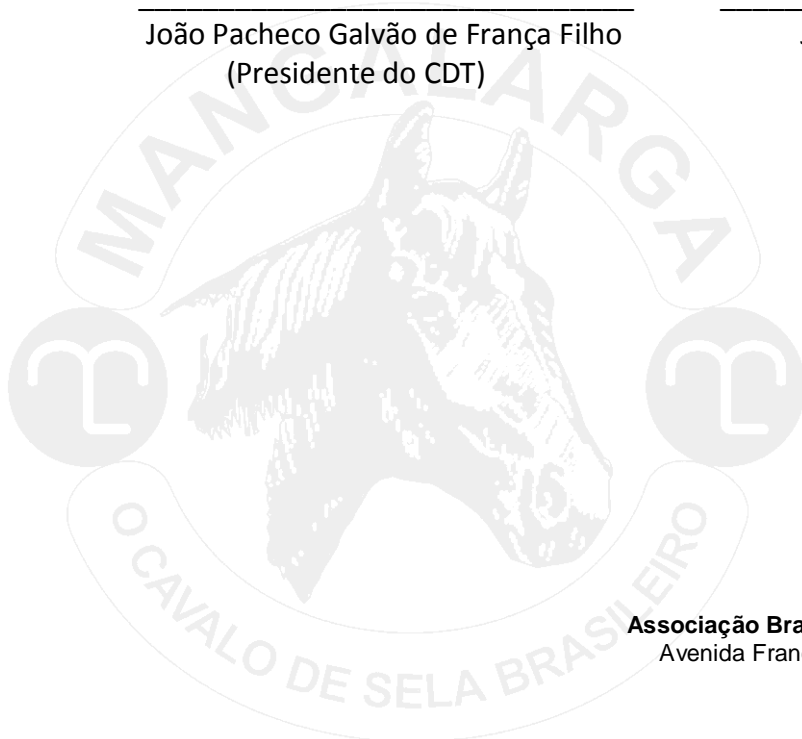 João Pacheco Galvão de França Filho
(Presidente do CDT)
MANGALARGA
O CAVALO DE SELA BRASILEIRO
Associação Bra
Avenida Fran